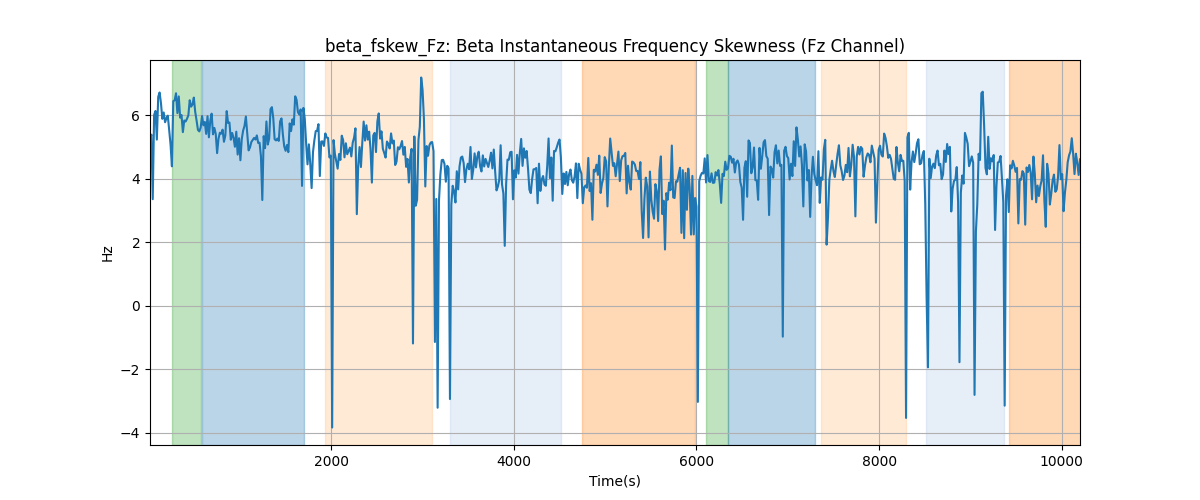 beta_fskew_Fz: Beta Instantaneous Frequency Skewness (Fz Channel)
Hz
6
4
2
0
−2
−4
2000 4000 6000 8000 10000
Time(s)